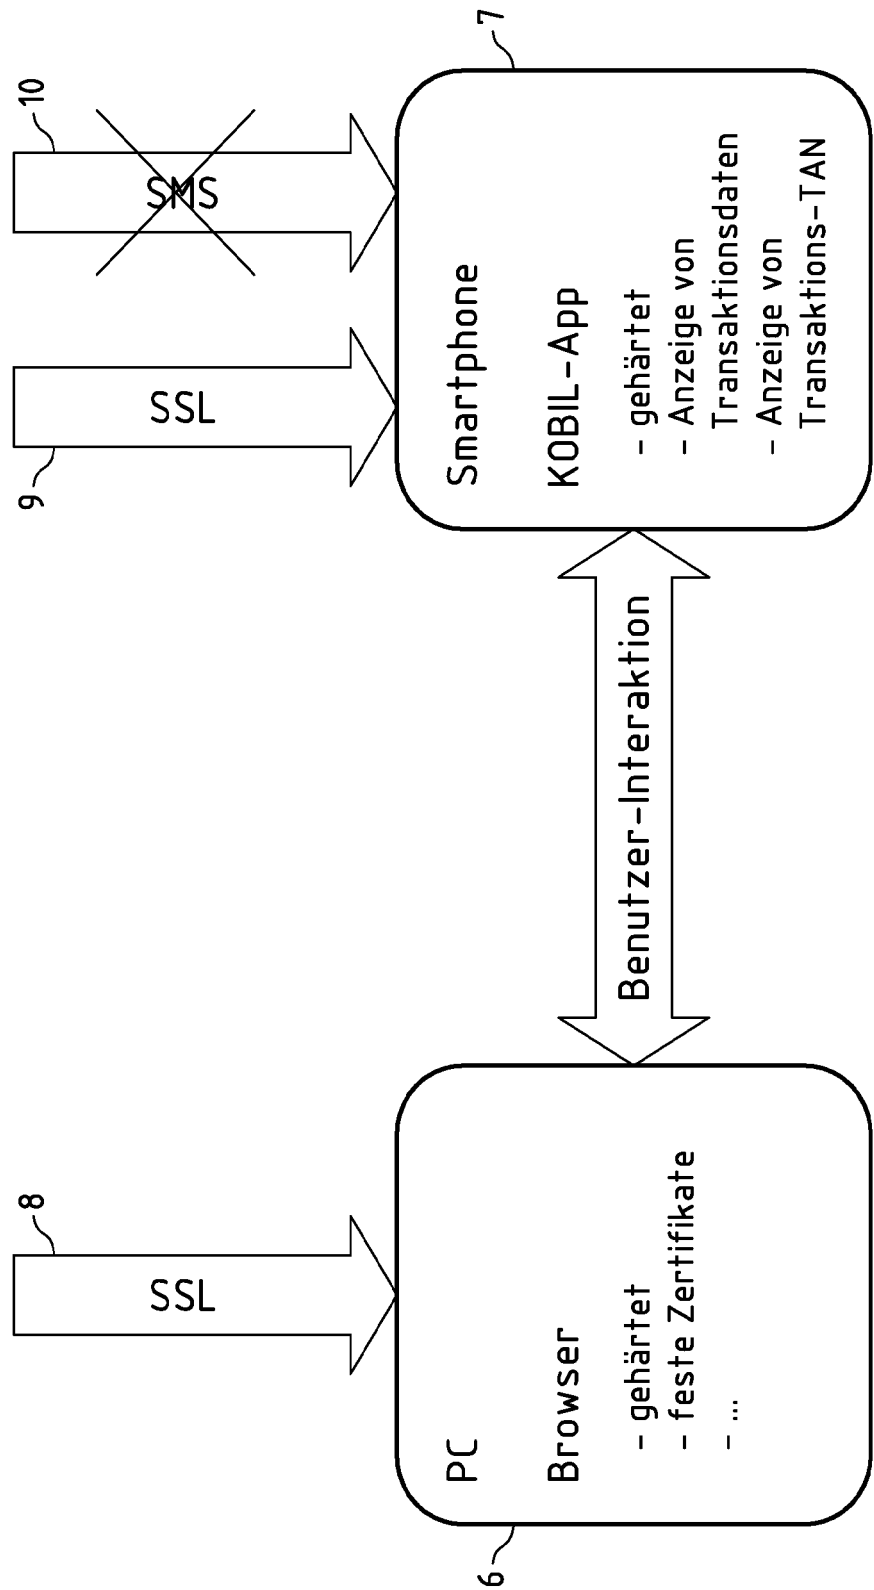 8
SSL
9
SSL
10
SMS
6
PC
Browser
- gehärtet
- feste Zertifikate
- ...
Benutzer-Interaktion
7
Smartphone
KOBIL-App
- gehärtet
- Anzeige von
Transaktionsdaten
- Anzeige von
Transaktions-TAN